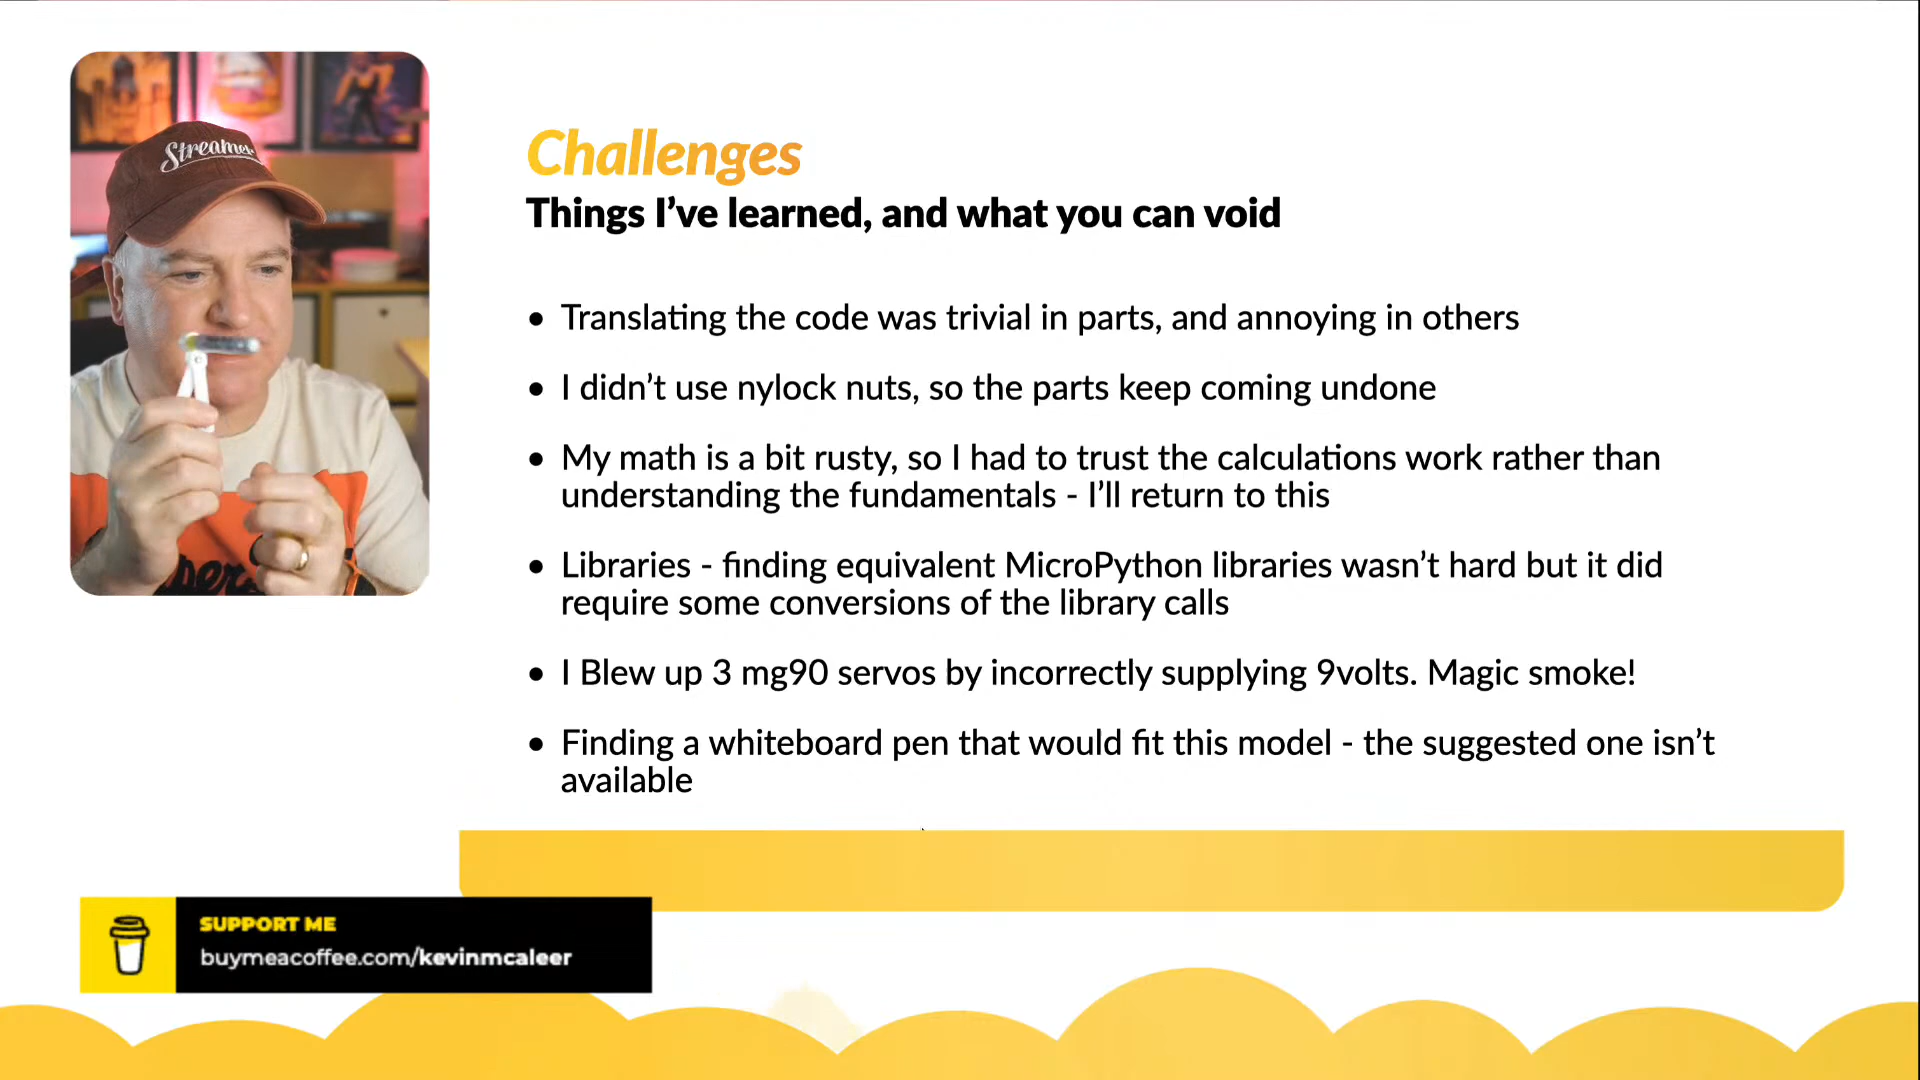 Streamer
Challenges
Things I’ve learned, and what you can void
• Translating the code was trivial in parts, and annoying in others
• I didn’t use nylock nuts, so the parts keep coming undone
• My math is a bit rusty, so I had to trust the calculations work rather than
understanding the fundamentals - I’ll return to this
• Libraries - finding equivalent MicroPython libraries wasn’t hard but it did
require some conversions of the library calls
• I Blew up 3 mg90 servos by incorrectly supplying 9volts. Magic smoke!
• Finding a whiteboard pen that would fit this model - the suggested one isn’t
available
SUPPORT ME
buymeacoffee.com/kevinmcaleer